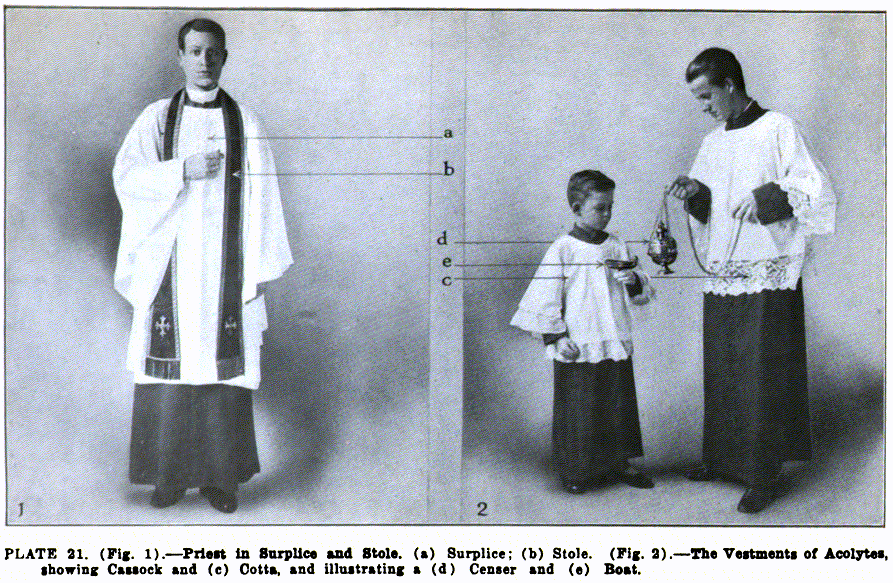 a
b
d
e
c
1
2
PLATE 21. (Fig. 1).—Priest in Surplice and Stole. (a) Surplice; (b) Stole. (Fig. 2).—The Vestments of Acolytes,
showing Cassock and (c) Cotta, and illustrating a (d) Censer and (e) Boat.